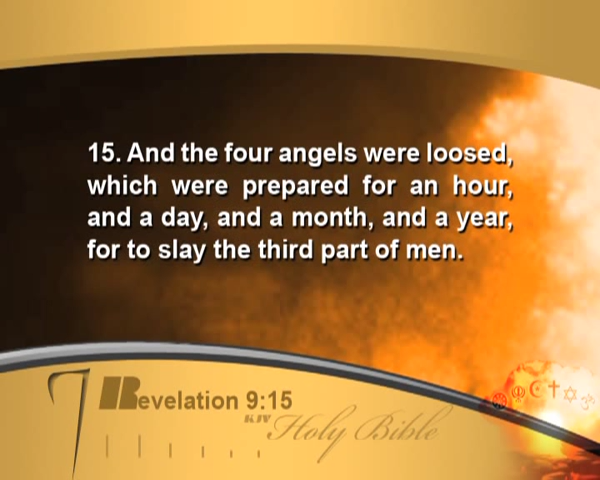 15. And the four angels were loosed,
which were prepared for an hour,
and a day, and a month, and a year,
for to slay the third part of men.
Revelation 9:15
KJV
Holy Bible